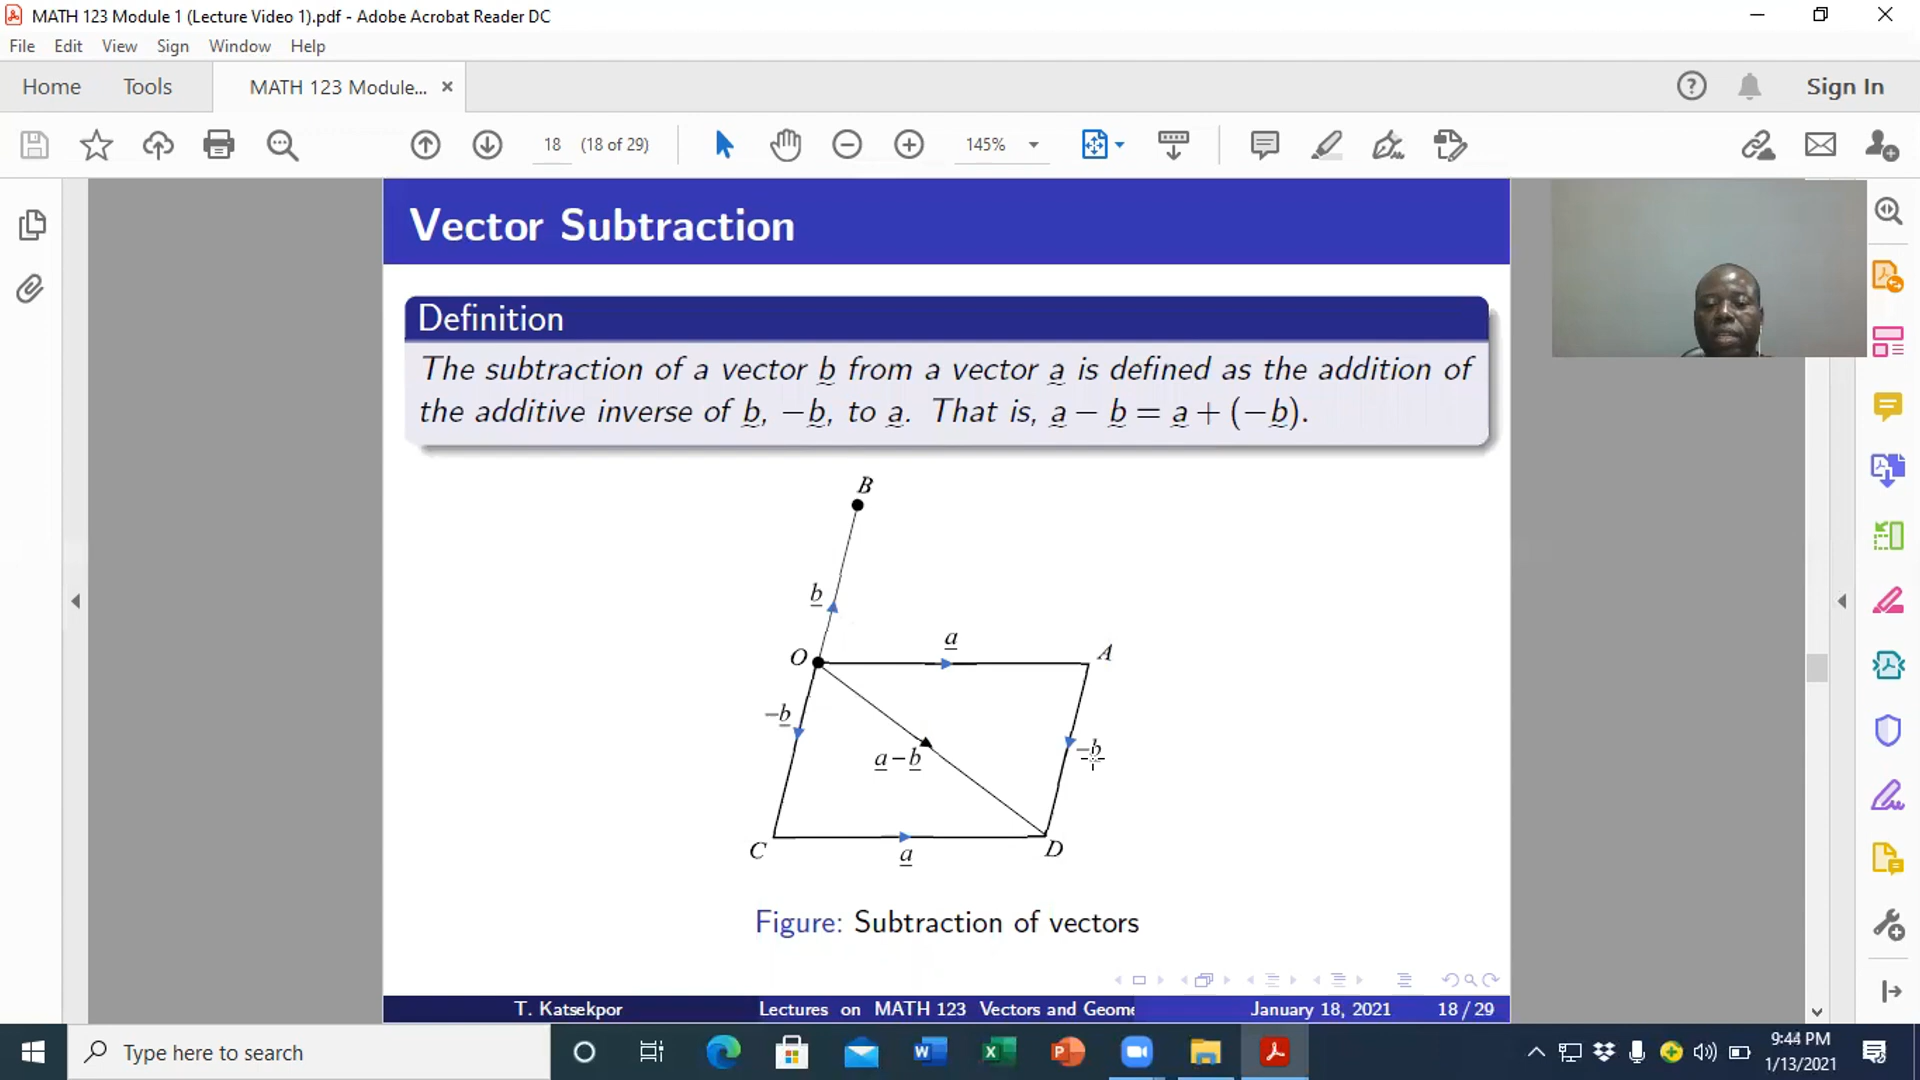 MATH 123 Module 1 (Lecture Video 1).pdf - Adobe Acrobat Reader DC
File Edit View Sign Window Help
Home Tools MATH 123 Module... × Sign In
18 (18 of 29) 145%
Vector Subtraction
Definition
The subtraction of a vector b from a vector a is defined as the addition of
the additive inverse of b, −b, to a. That is, a − b = a + (−b).
B
b
a
O
A
−b
−b
a − b
C
a
D
Figure: Subtraction of vectors
T. Katsekpor Lectures on MATH 123 Vectors and Geome January 18, 2021 18 / 29
Type here to search
9:44 PM
1/13/2021